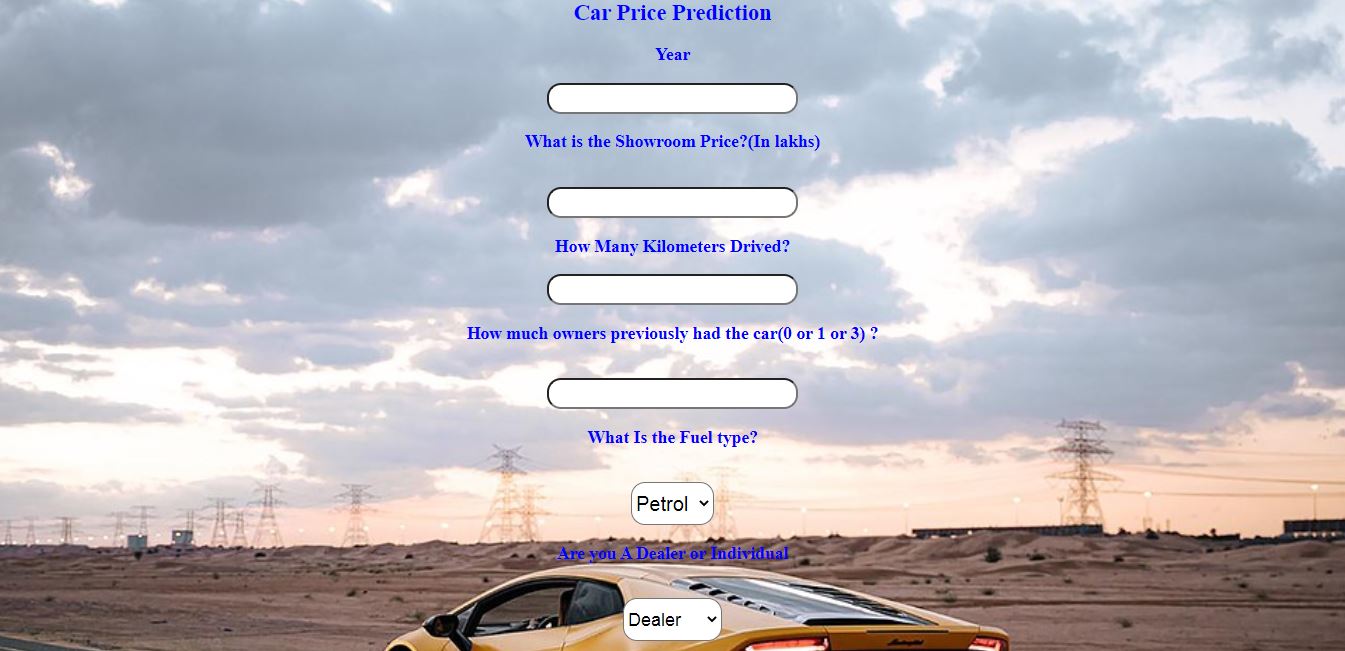 Car Price Prediction
Year
What is the Showroom Price?(In lakhs)
How Many Kilometers Drived?
How much owners previously had the car(0 or 1 or 3) ?
What Is the Fuel type?
Petrol
Are you A Dealer or Individual
Dealer